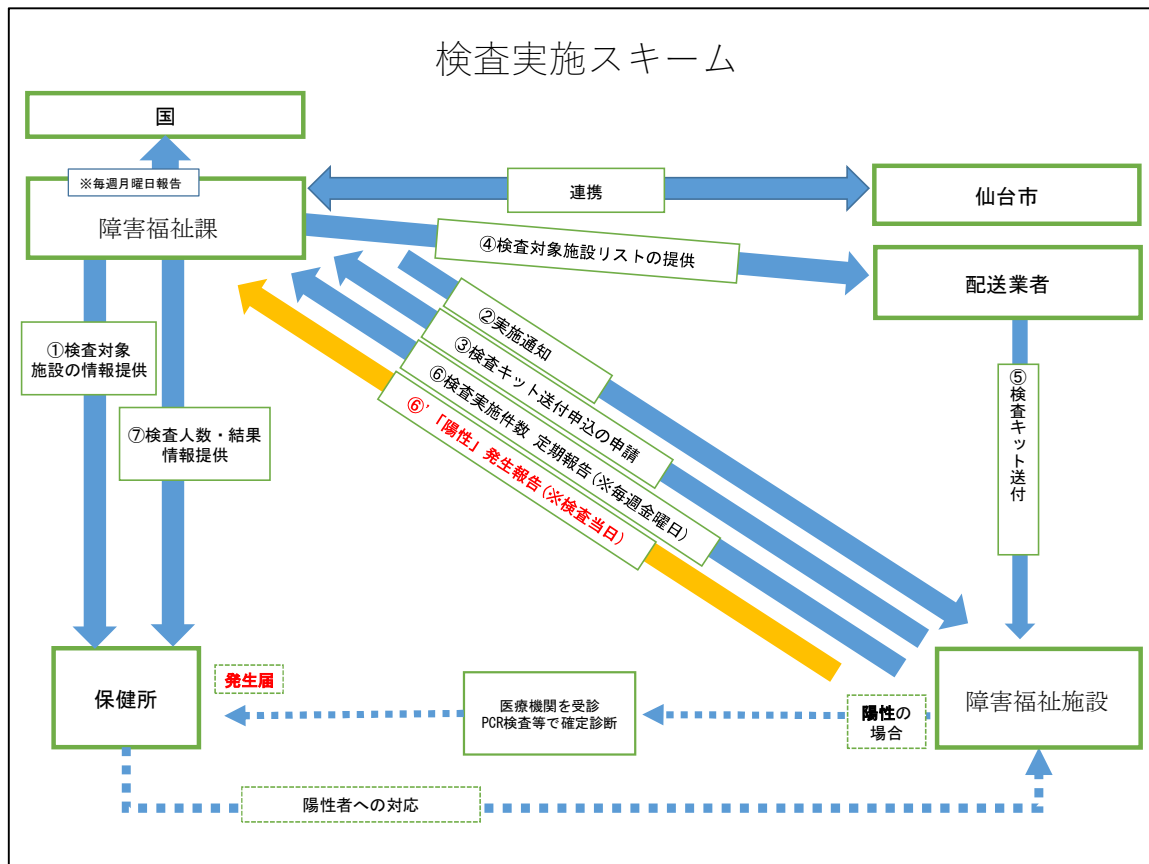 検査実施スキーム
国
※毎週月曜日報告
障害福祉課
連携
仙台市
④検査対象施設リストの提供
配送業者
①検査対象
施設の情報提供
⑦検査人数・結果
情報提供
②実施通知
③検査キット送付申込の申請
⑥検査実施件数 定期報告(※毎週金曜日)
⑥’「陽性」発生報告(※検査当日)
⑤検査キット送付
保健所
発生届
医療機関を受診
PCR検査等で確定診断
陽性の
場合
障害福祉施設
陽性者への対応